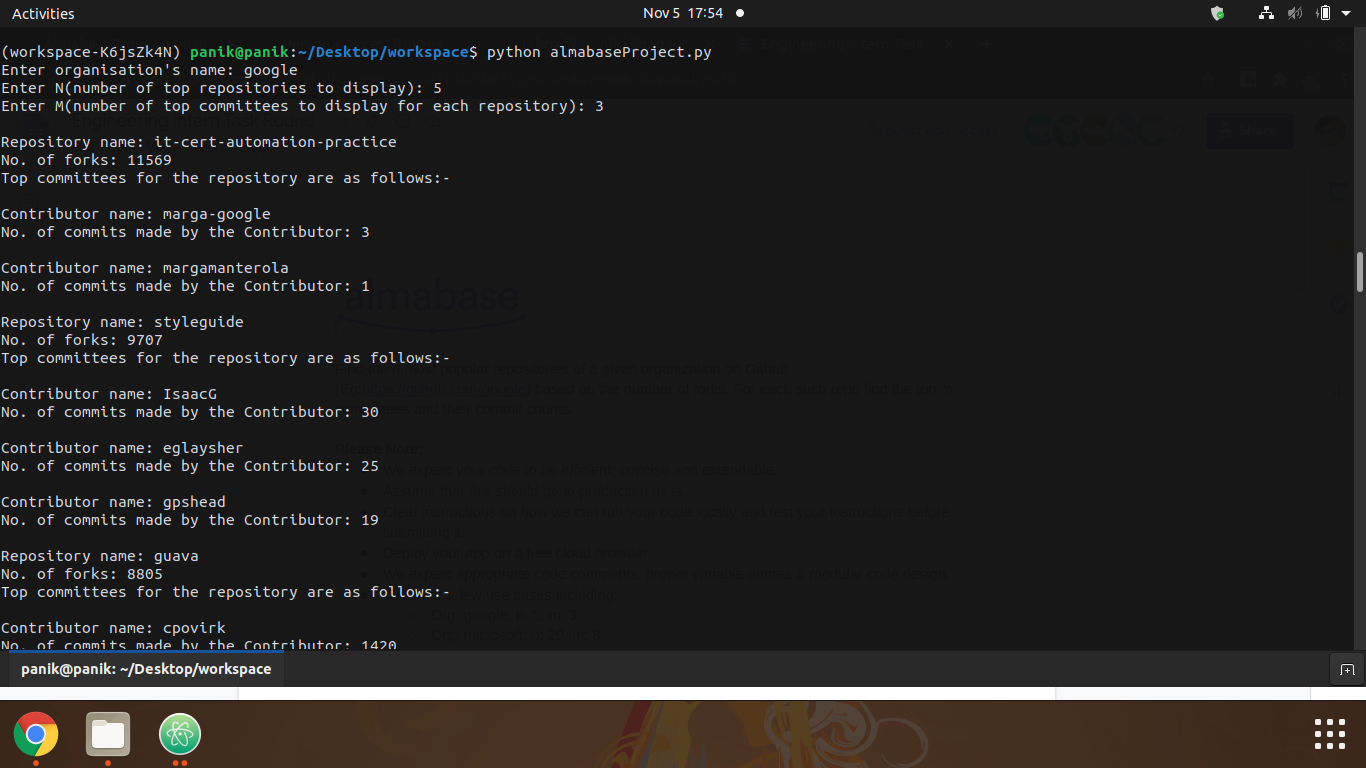 Activities
Nov 5 17:54
(workspace-K6jsZk4N) panik@panik:~/Desktop/workspace$ python almabaseProject.py
Enter organisation's name: google
Enter N(number of top repositories to display): 5
Enter M(number of top committees to display for each repository): 3
Repository name: it-cert-automation-practice
No. of forks: 11569
Top committees for the repository are as follows:-
Contributor name: marga-google
No. of commits made by the Contributor: 3
Contributor name: margamanterola
No. of commits made by the Contributor: 1
almabase
Repository name: styleguide
No. of forks: 9707
Top committees for the repository are as follows:-
Contributor name: IsaacG
No. of commits made by the Contributor: 30
Contributor name: eglaysher
No. of commits made by the Contributor: 25
Contributor name: gpshead
No. of commits made by the Contributor: 19
Repository name: guava
No. of forks: 8805
Top committees for the repository are as follows:-
Contributor name: cpovirk
No. of commits made by the Contributor: 1420
panik@panik: ~/Desktop/workspace